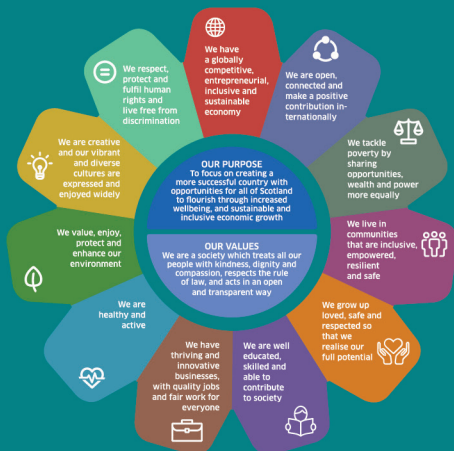 We have
a globally
competitive,
entrepreneurial,
inclusive and
sustainable
economy
We are open,
connected and
make a positive
contribution in-
ternationally
We tackle
poverty by
sharing
opportunities,
wealth and power
more equally
We live in
communities
that are inclusive,
empowered,
resilient
and safe
We grow up
loved, safe and
respected so
that we
realise our
full potential
We are well
educated,
skilled and
able to
contribute
to society
We have
thriving and
innovative
businesses,
with quality jobs
and fair work for
everyone
We are
healthy and
active
We value, enjoy,
protect and
enhance our
environment
We are creative
and our vibrant
and diverse
cultures are
expressed and
enjoyed widely
We respect,
protect and
fulfil human
rights and
live free from
discrimination
OUR PURPOSE
To focus on creating a
more successful country with
opportunities for all of Scotland
to flourish through increased
wellbeing, and sustainable and
inclusive economic growth
OUR VALUES
We are a society which treats all our
people with kindness, dignity and
compassion, respects the rule
of law, and acts in an open
and transparent way